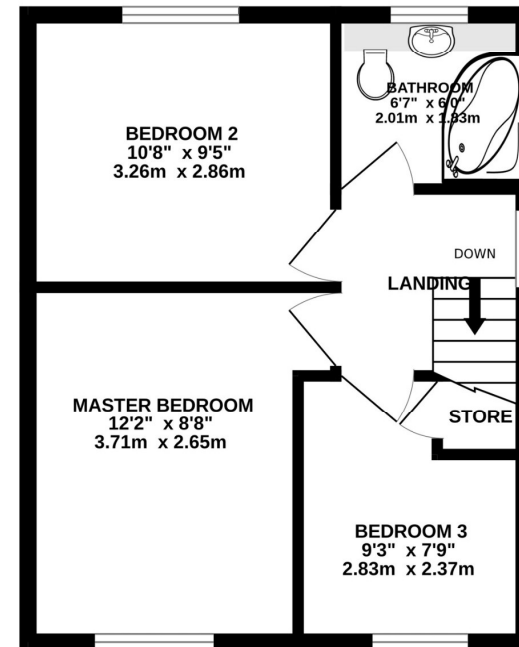 BEDROOM 2
10'8" x 9'5"
3.26m x 2.86m
BATHROOM
6'7" x 6'0"
2.01m x 1.83m
DOWN
LANDING
MASTER BEDROOM
12'2" x 8'8"
3.71m x 2.65m
STORE
BEDROOM 3
9'3" x 7'9"
2.83m x 2.37m